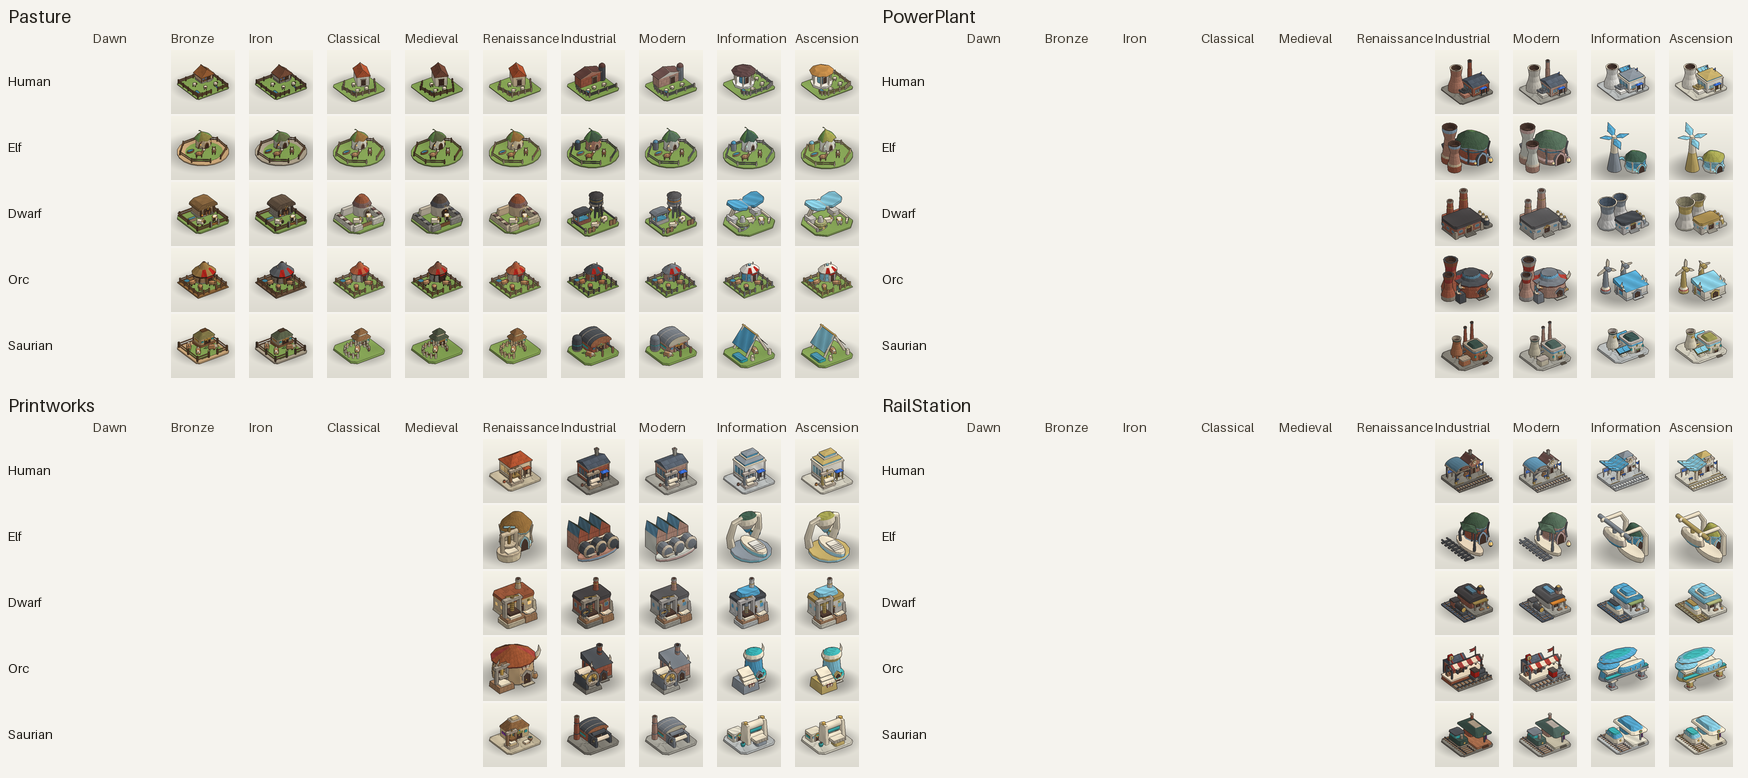 Pasture
Dawn Bronze Iron Classical Medieval Renaissance Industrial Modern Information Ascension
Human
Elf
Dwarf
Orc
Saurian
PowerPlant
Dawn Bronze Iron Classical Medieval Renaissance Industrial Modern Information Ascension
Human
Elf
Dwarf
Orc
Saurian
Printworks
Dawn Bronze Iron Classical Medieval Renaissance Industrial Modern Information Ascension
Human
Elf
Dwarf
Orc
Saurian
RailStation
Dawn Bronze Iron Classical Medieval Renaissance Industrial Modern Information Ascension
Human
Elf
Dwarf
Orc
Saurian